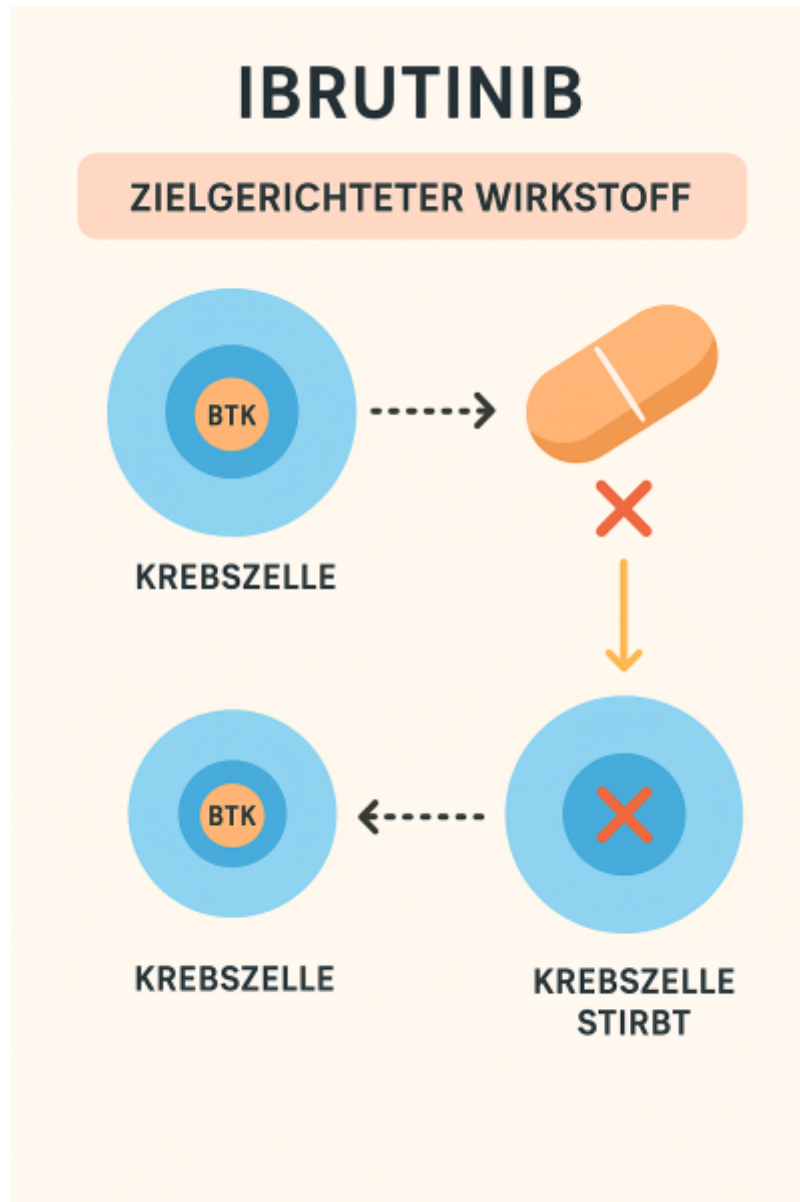 IBRUTINIB
ZIELGERICHTETER WIRKSTOFF
BTK
KREBSZELLE
BTK
KREBSZELLE
KREBSZELLE
STIRBT